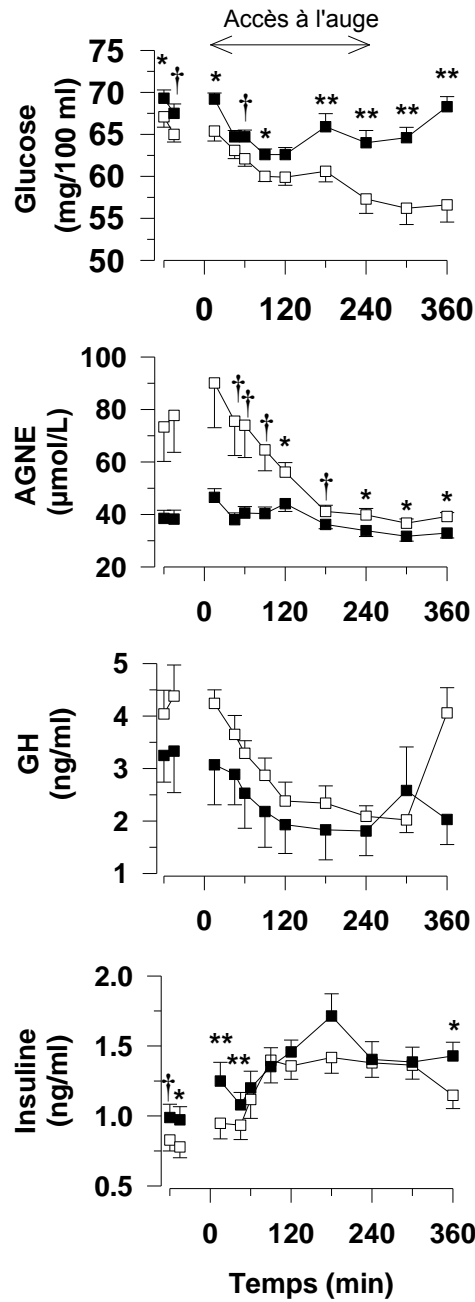 Accès à l'auge
75
70
65
60
55
50
Glucose
(mg/100 ml)
* † * † * ** ** ** **
0 120 240 360
100
80
60
40
20
AGNE
(µmol/L)
† † † * † * * *
0 120 240 360
5
4
3
2
1
GH
(ng/ml)
0 120 240 360
2.0
1.5
1.0
0.5
Insuline
(ng/ml)
† * ** ** *
0 120 240 360
Temps (min)